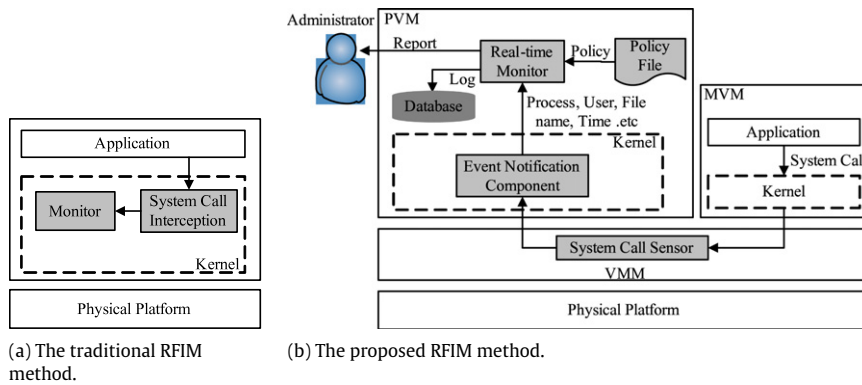 Application
Monitor
System Call
Interception
Kernel
Physical Platform
(a) The traditional RFIM
method.
Administrator
PVM
Report
Real-time
Monitor
Policy
Policy
File
Log
Database
Process, User, File
name, Time .etc
Kernel
Event Notification
Component
MVM
Application
System Cal
Kernel
System Call Sensor
VMM
Physical Platform
(b) The proposed RFIM method.